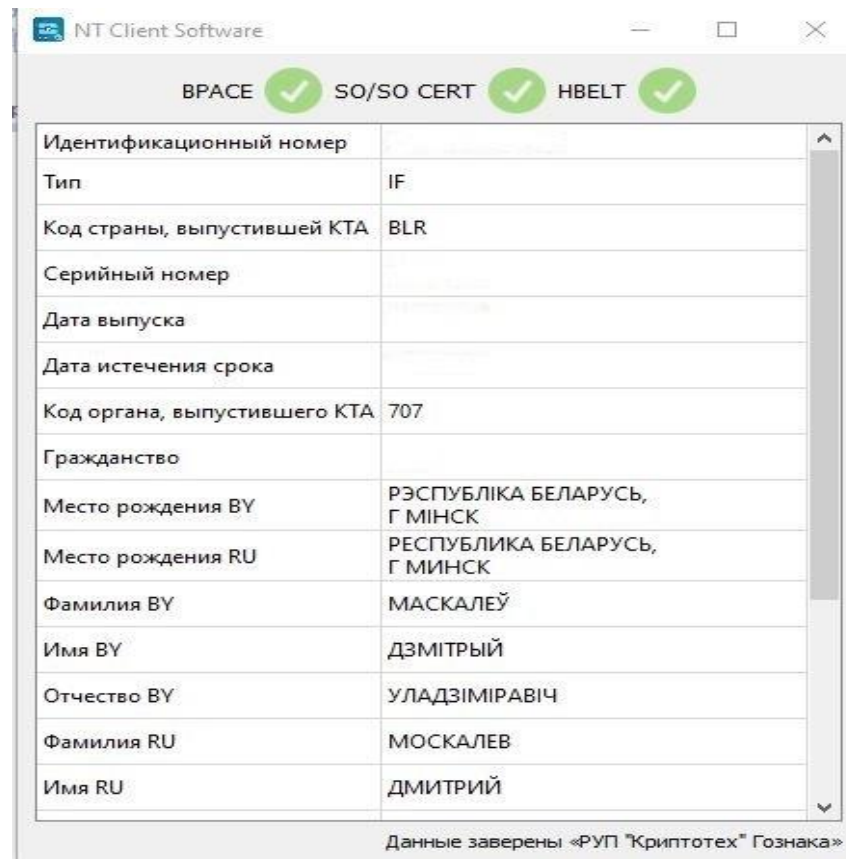 NT Client Software
BPACE SO/SO CERT HBELT
Идентификационный номер
Тип IF
Код страны, выпустившей КТА BLR
Серийный номер
Дата выпуска
Дата истечения срока
Код органа, выпустившего КТА 707
Гражданство
Место рождения BY РЭСПУБЛІКА БЕЛАРУСЬ,
Г МІНСК
Место рождения RU РЕСПУБЛИКА БЕЛАРУСЬ,
Г МИНСК
Фамилия BY МАСКАЛЕЎ
Имя BY ДЗМІТРЫЙ
Отчество BY УЛАДЗІМІРАВІЧ
Фамилия RU МОСКАЛЕВ
Имя RU ДМИТРИЙ
Данные заверены «РУП "Криптотех" Гознака»